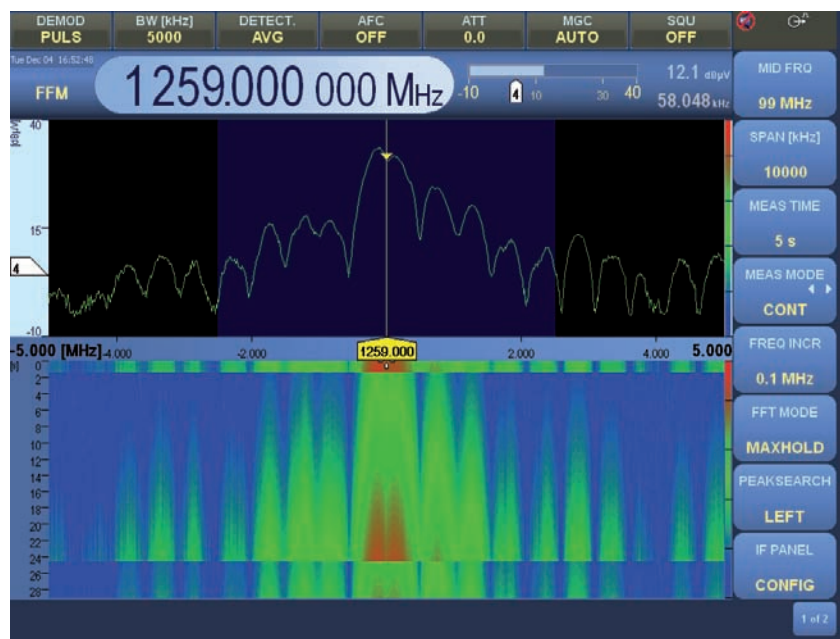 DEMOD BW [kHz] DETECT. AFC ATT MGC SQU
PULS 5000 AVG OFF 0.0 AUTO OFF
Tue Dec 04 16:52:48
FFM
1259.000 000 MHz
-10 4 10 30 40
12.1 dBµV
58.048 kHz
MID FRQ
99 MHz
SPAN [kHz]
10000
MEAS TIME
5 s
MEAS MODE
CONT
FREQ INCR
0.1 MHz
FFT MODE
MAXHOLD
PEAKSEARCH
LEFT
IF PANEL
CONFIG
1 of 2
40
15
4
-10
-5.000 [MHz] -4.000 -2.000 1259.000 2.000 4.000 5.000
0
2
4
6
8
10
12
14
16
18
20
22
24
26
28